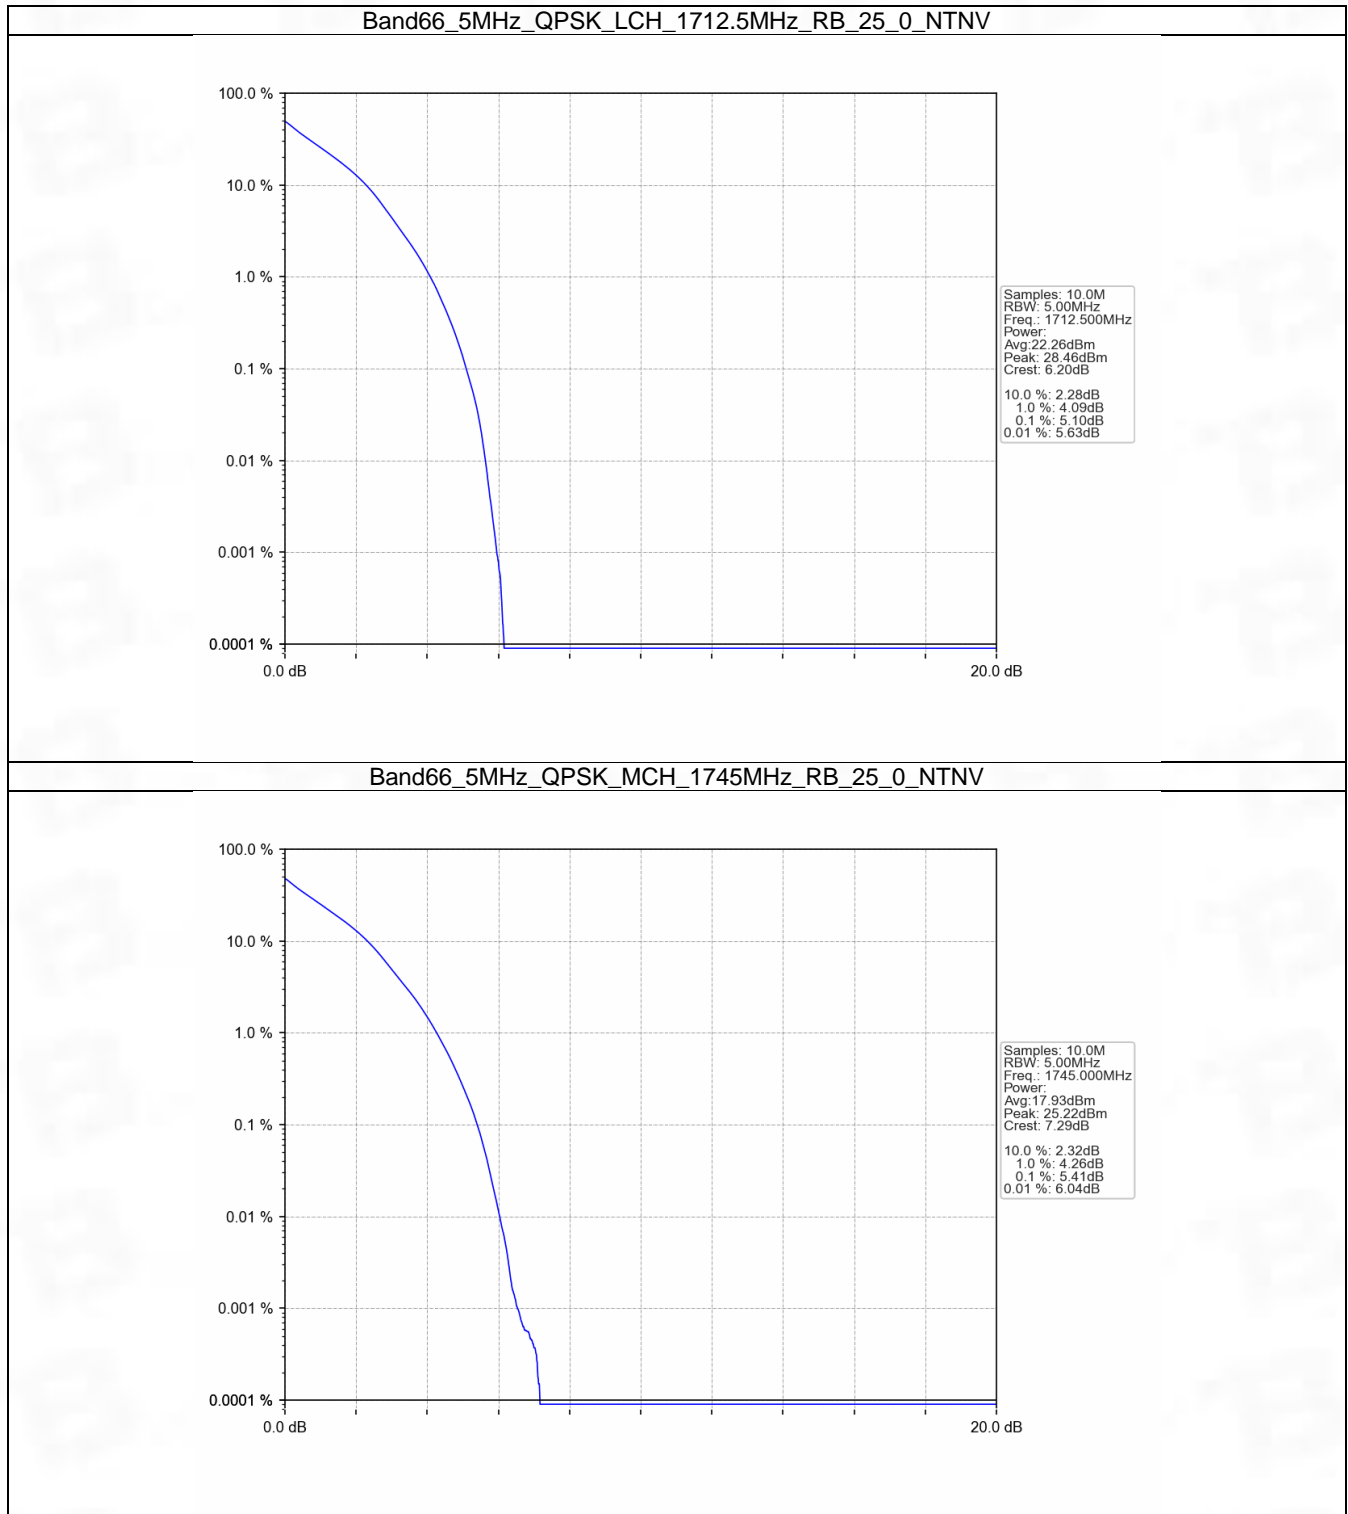 Band66_5MHz_QPSK_LCH_1712.5MHz_RB_25_0_NTNV
100.0 %
10.0 %
1.0 %
0.1 %
0.01 %
0.001 %
0.0001 %
0.0 dB
20.0 dB
Samples: 10.0M
RBW: 5.00MHz
Freq.: 1712.500MHz
Power:
Avg:22.26dBm
Peak: 28.46dBm
Crest: 6.20dB
10.0 %: 2.28dB
1.0 %: 4.09dB
0.1 %: 5.10dB
0.01 %: 5.63dB
Band66_5MHz_QPSK_MCH_1745MHz_RB_25_0_NTNV
100.0 %
10.0 %
1.0 %
0.1 %
0.01 %
0.001 %
0.0001 %
0.0 dB
20.0 dB
Samples: 10.0M
RBW: 5.00MHz
Freq.: 1745.000MHz
Power:
Avg:17.93dBm
Peak: 25.22dBm
Crest: 7.29dB
10.0 %: 2.32dB
1.0 %: 4.26dB
0.1 %: 5.41dB
0.01 %: 6.04dB